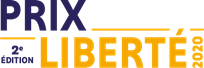 PRIX
2e ÉDITION
LIBERTÉ
2020